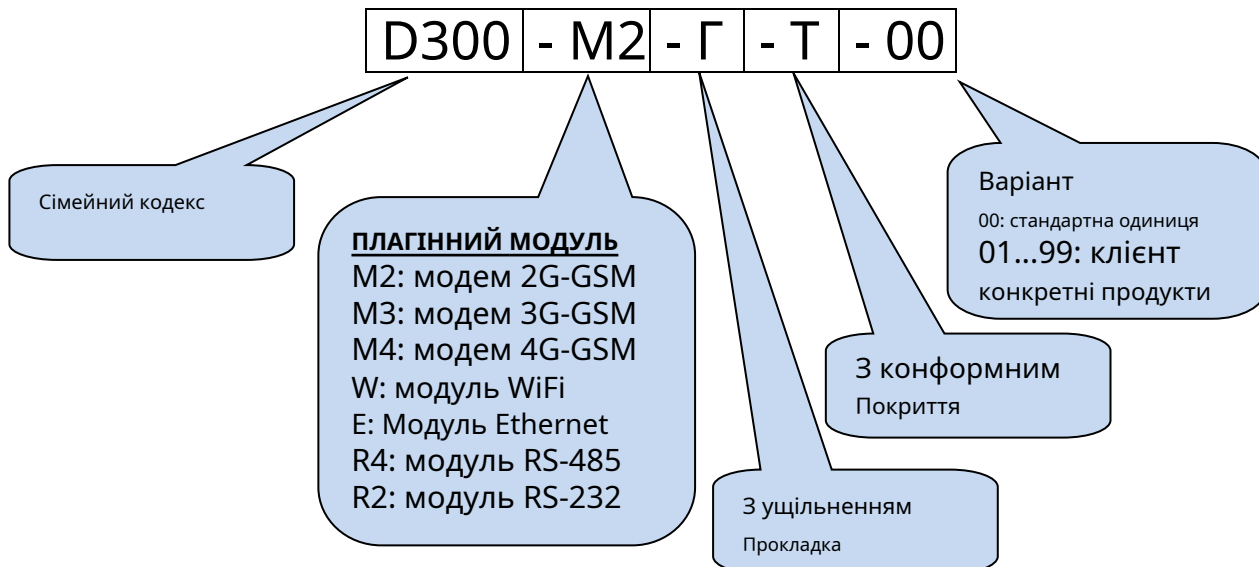 D300 - M2 - Г - Т - 00
Сімейний кодекс
ПЛАГІННИЙ МОДУЛЬ
M2: модем 2G-GSM
M3: модем 3G-GSM
M4: модем 4G-GSM
W: модуль WiFi
E: Модуль Ethernet
R4: модуль RS-485
R2: модуль RS-232
З ущільненням
Прокладка
З конформним
Покриття
Варіант
00: стандартна одиниця
01...99: клієнт
конкретні продукти